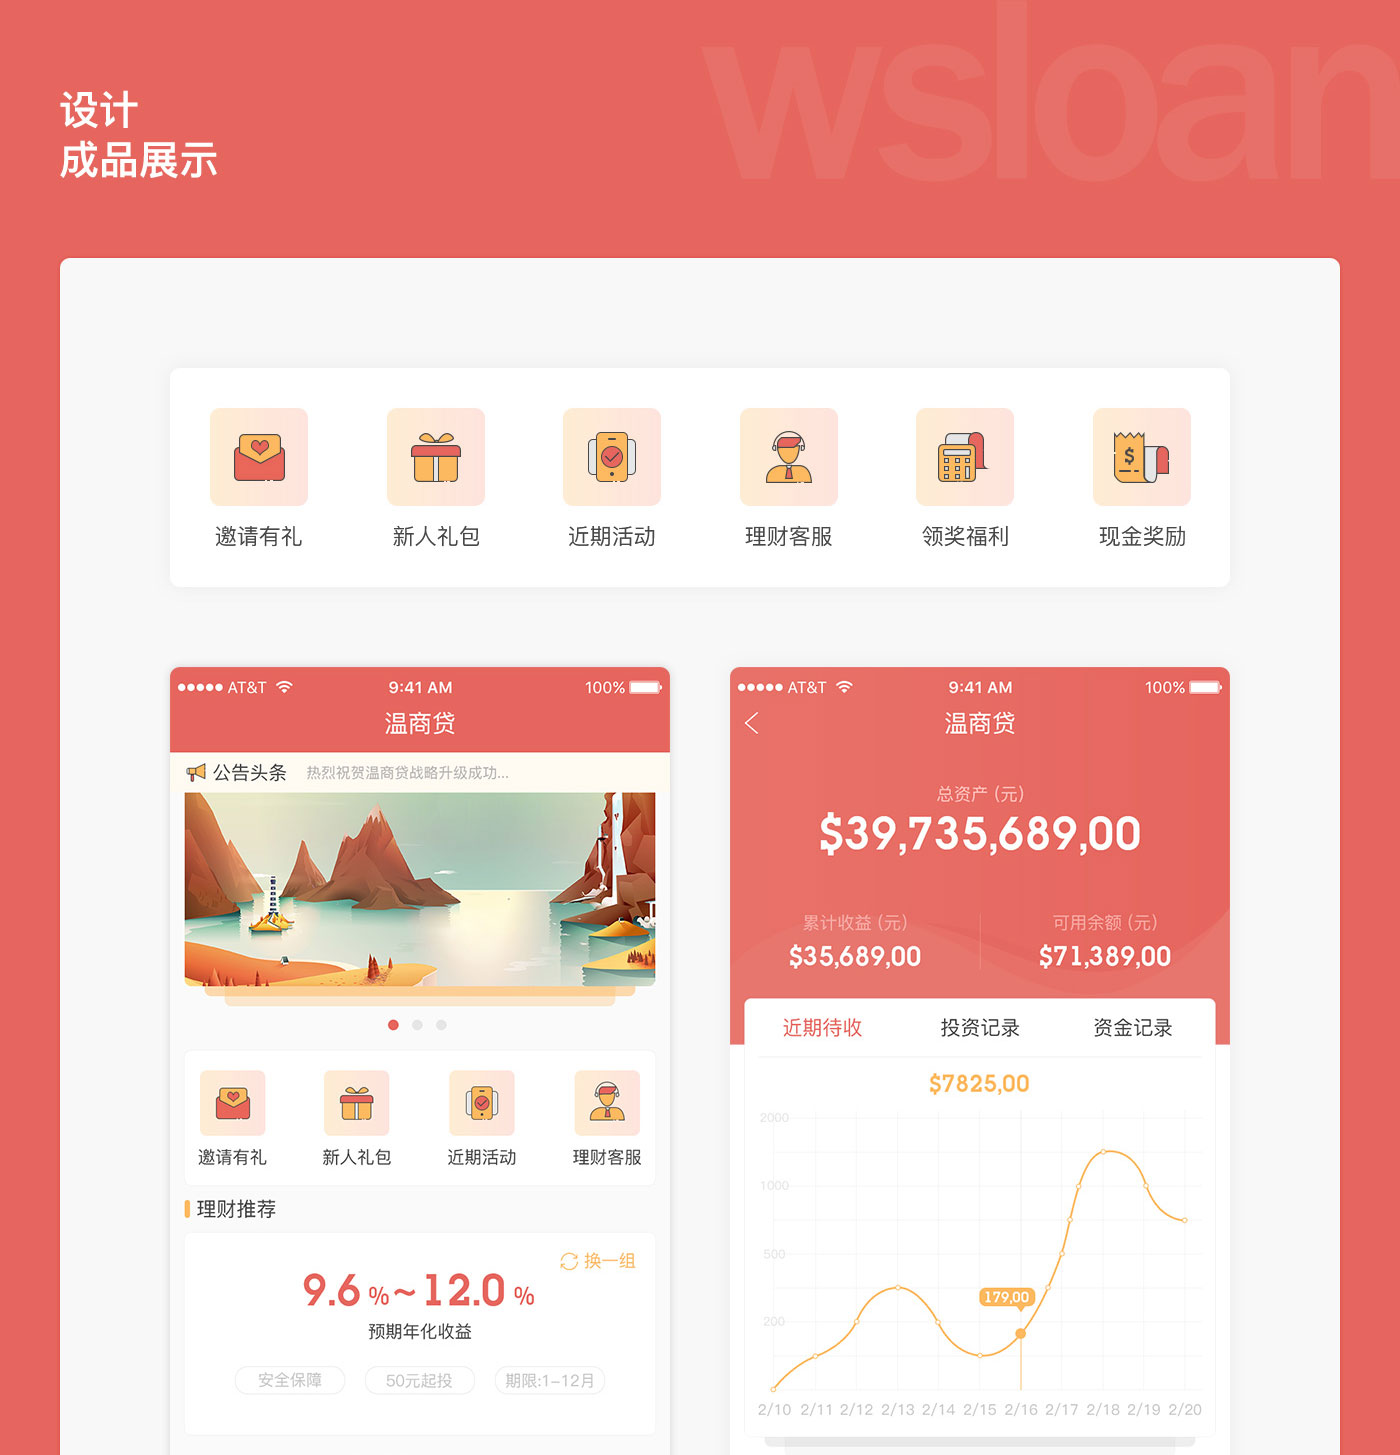 wsloan
设计
成品展示
邀请有礼
新人礼包
近期活动
理财客服
领奖福利
现金奖励
AT&T
9:41 AM
100%
温商贷
公告头条
热烈祝贺温商贷战略升级成功...
邀请有礼
新人礼包
近期活动
理财客服
理财推荐
换一组
9.6 % ~ 12.0 %
预期年化收益
安全保障
50元起投
期限:1-12月
AT&T
9:41 AM
100%
温商贷
总资产 (元)
$39,735,689,00
累计收益 (元)
可用余额 (元)
$35,689,00
$71,389,00
近期待收
投资记录
资金记录
$7825,00
2000
1000
500
179,00
200
2/10 2/11 2/12 2/13 2/14 2/15 2/16 2/17 2/18 2/19 2/20